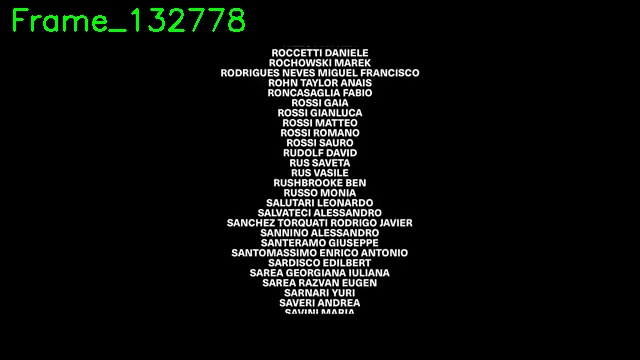 Frame_132778
ROCCETTI DANIELE
ROCHOWSKI MAREK
RODRIGUES NEVES MIGUEL FRANCISCO
ROHN TAYLOR ANAIS
RONCASAGLIA FABIO
ROSSI GAIA
ROSSI GIANLUCA
ROSSI MATTEO
ROSSI ROMANO
ROSSI SAURO
RUDOLF DAVID
RUS SAVETA
RUS VASILE
RUSHBROOKE BEN
RUSSO MONIA
SALUTARI LEONARDO
SALVATECI ALESSANDRO
SANCHEZ TORQUATI RODRIGO JAVIER
SANNINO ALESSANDRO
SANTERAMO GIUSEPPE
SANTOMASSIMO ENRICO ANTONIO
SARDISCO EDILBERT
SAREA GEORGIANA IULIANA
SAREA RAZVAN EUGEN
SARNARI YURI
SAVERI ANDREA
SAVINI MARIA